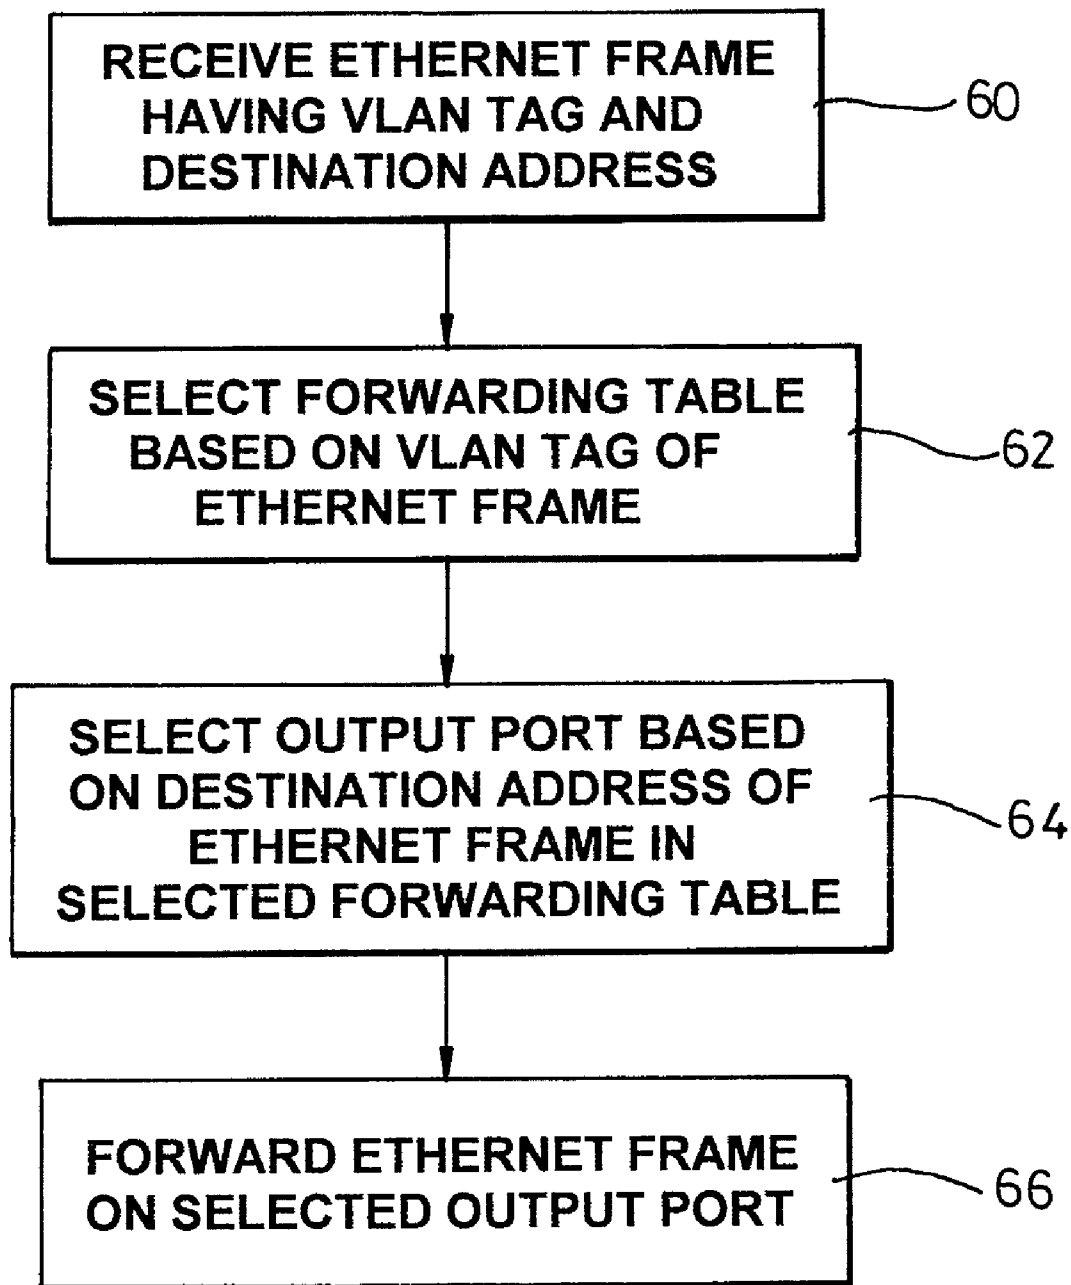 RECEIVE ETHERNET FRAME
HAVING VLAN TAG AND
DESTINATION ADDRESS
60
SELECT FORWARDING TABLE
BASED ON VLAN TAG OF
ETHERNET FRAME
62
SELECT OUTPUT PORT BASED
ON DESTINATION ADDRESS OF
ETHERNET FRAME IN
SELECTED FORWARDING TABLE
64
FORWARD ETHERNET FRAME
ON SELECTED OUTPUT PORT
66